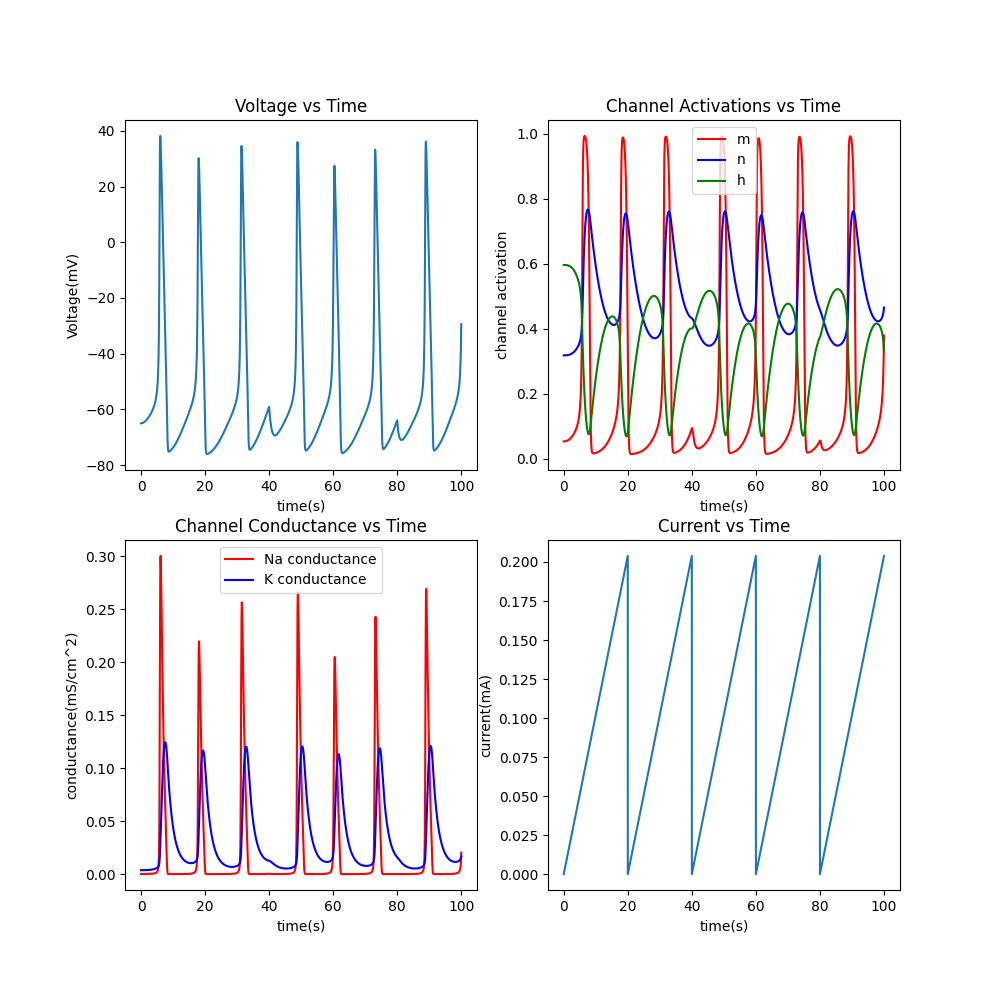 Voltage vs Time
40
20
0
−20
−40
−60
−80
Voltage(mV)
0 20 40 60 80 100
time(s)
Channel Activations vs Time
1.0
0.8
0.6
0.4
0.2
0.0
channel activation
m
n
h
0 20 40 60 80 100
time(s)
Channel Conductance vs Time
0.30
0.25
0.20
0.15
0.10
0.05
0.00
conductance(mS/cm^2)
Na conductance
K conductance
0 20 40 60 80 100
time(s)
Current vs Time
0.200
0.175
0.150
0.125
0.100
0.075
0.050
0.025
0.000
current(mA)
0 20 40 60 80 100
time(s)